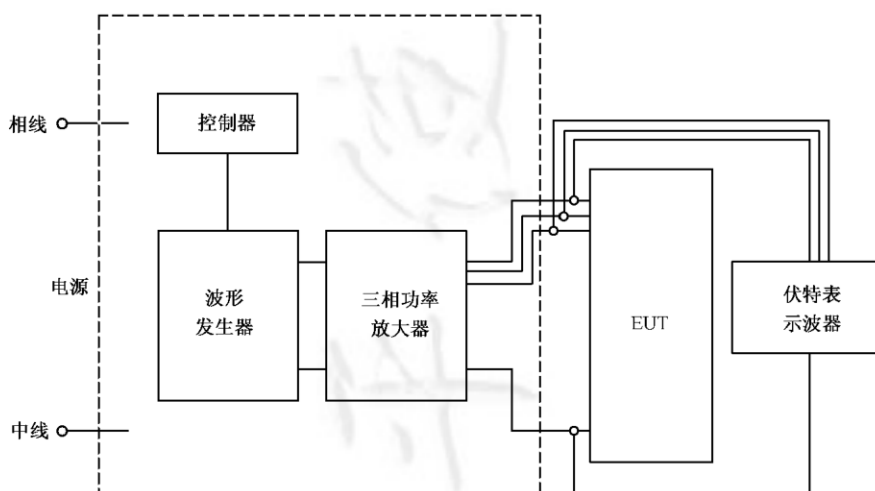 相线
控制器
电源
波形
发生器
三相功率
放大器
EUT
伏特表
示波器
中线